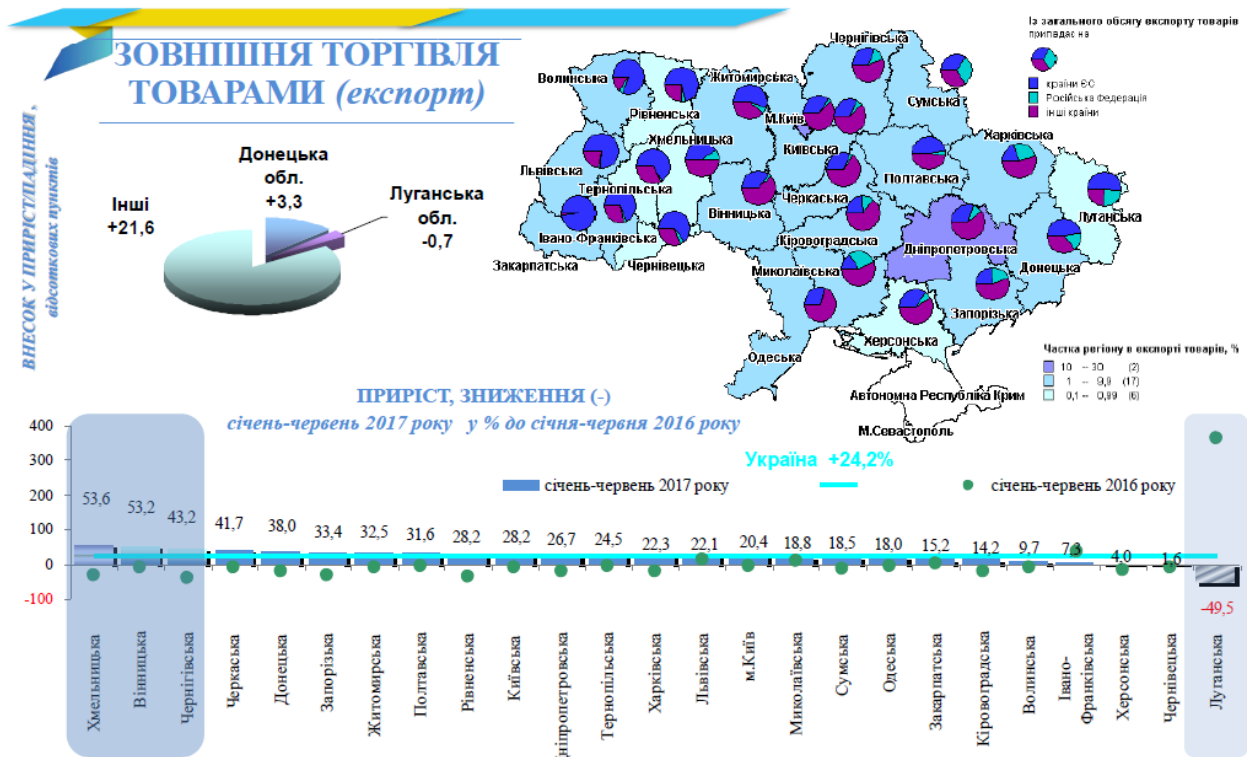 ЗОВНІШНЯ ТОРГІВЛЯ
ТОВАРАМИ (експорт)
ВНЕСОК У ПРИРІСТ/ПАДІННЯ,
відсоткових пунктів
Донецька
обл.
+3,3
Інші
+21,6
Луганська
обл.
-0,7
Із загального обсягу експорту товарів
припадає на
країни ЄС
Російська Федерація
інші країни
Волинська
Рівненська
Житомирська
Чернігівська
Сумська
М.Київ
Київська
Хмельницька
Львівська
Тернопільська
Івано Франківська
Закарпатська
Чернівецька
Вінницька
Черкаська
Полтавська
Харківська
Луганська
Кіровоградська
Дніпропетровська
Донецька
Миколаївська
Запорізька
Одеська
Херсонська
Автономна Республіка Крим
М.Севастополь
Частка регіону в експорті товарів, %
10 – 30 (2)
1 – 9,9 (17)
0,1 – 0,99 (6)
ПРИРІСТ, ЗНИЖЕННЯ (-)
січень-червень 2017 року у % до січня-червня 2016 року
Україна +24,2%
січень-червень 2017 року
січень-червень 2016 року
400
300
200
100
0
-100
53,6
53,2
43,2
41,7
38,0
33,4
32,5
31,6
28,2
28,2
26,7
24,5
22,3
22,1
20,4
18,8
18,5
18,0
15,2
14,2
9,7
7,3
4,0
1,6
-49,5
Хмельницька
Вінницька
Чернігівська
Черкаська
Донецька
Запорізька
Житомирська
Полтавська
Рівненська
Київська
Дніпропетровська
Тернопільська
Харківська
Львівська
м.Київ
Миколаївська
Сумська
Одеська
Закарпатська
Кіровоградська
Волинська
Івано-
Франківська
Херсонська
Чернівецька
Луганська